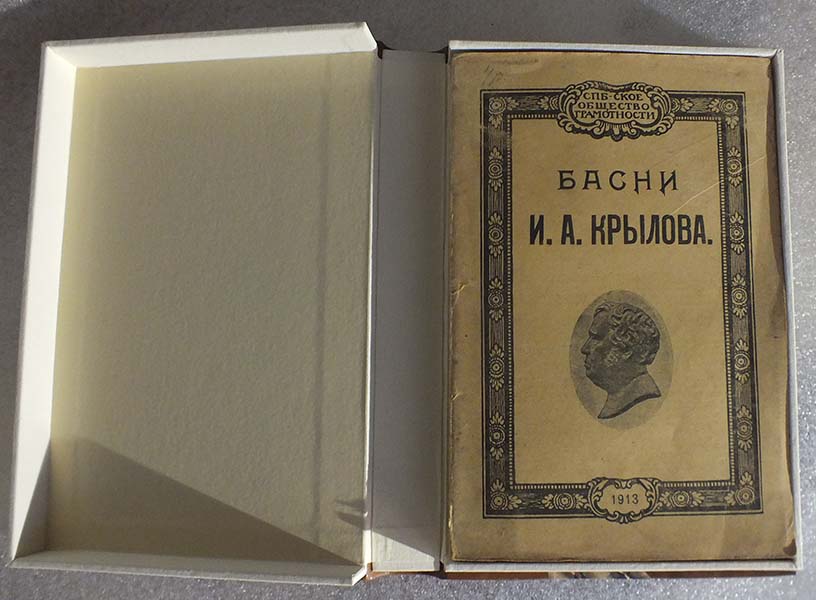 СПБ-СКОЕ
ОБЩЕСТВО
ГРАМОТНОСТИ
БАСНИ
И. А. КРЫЛОВА.
1913